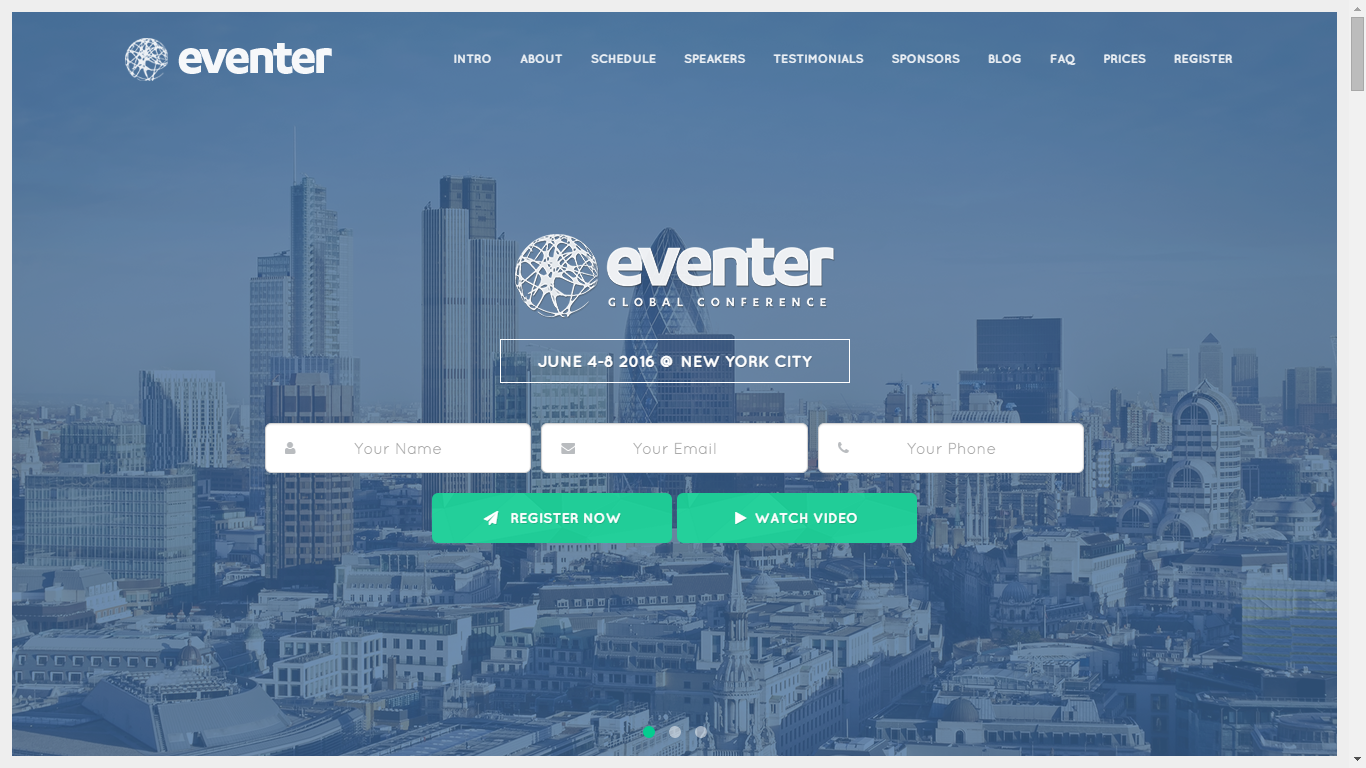 eventer
INTRO ABOUT SCHEDULE SPEAKERS TESTIMONIALS SPONSORS BLOG FAQ PRICES REGISTER
eventer
GLOBAL CONFERENCE
JUNE 4-8 2016 @ NEW YORK CITY
Your Name Your Email Your Phone
REGISTER NOW WATCH VIDEO